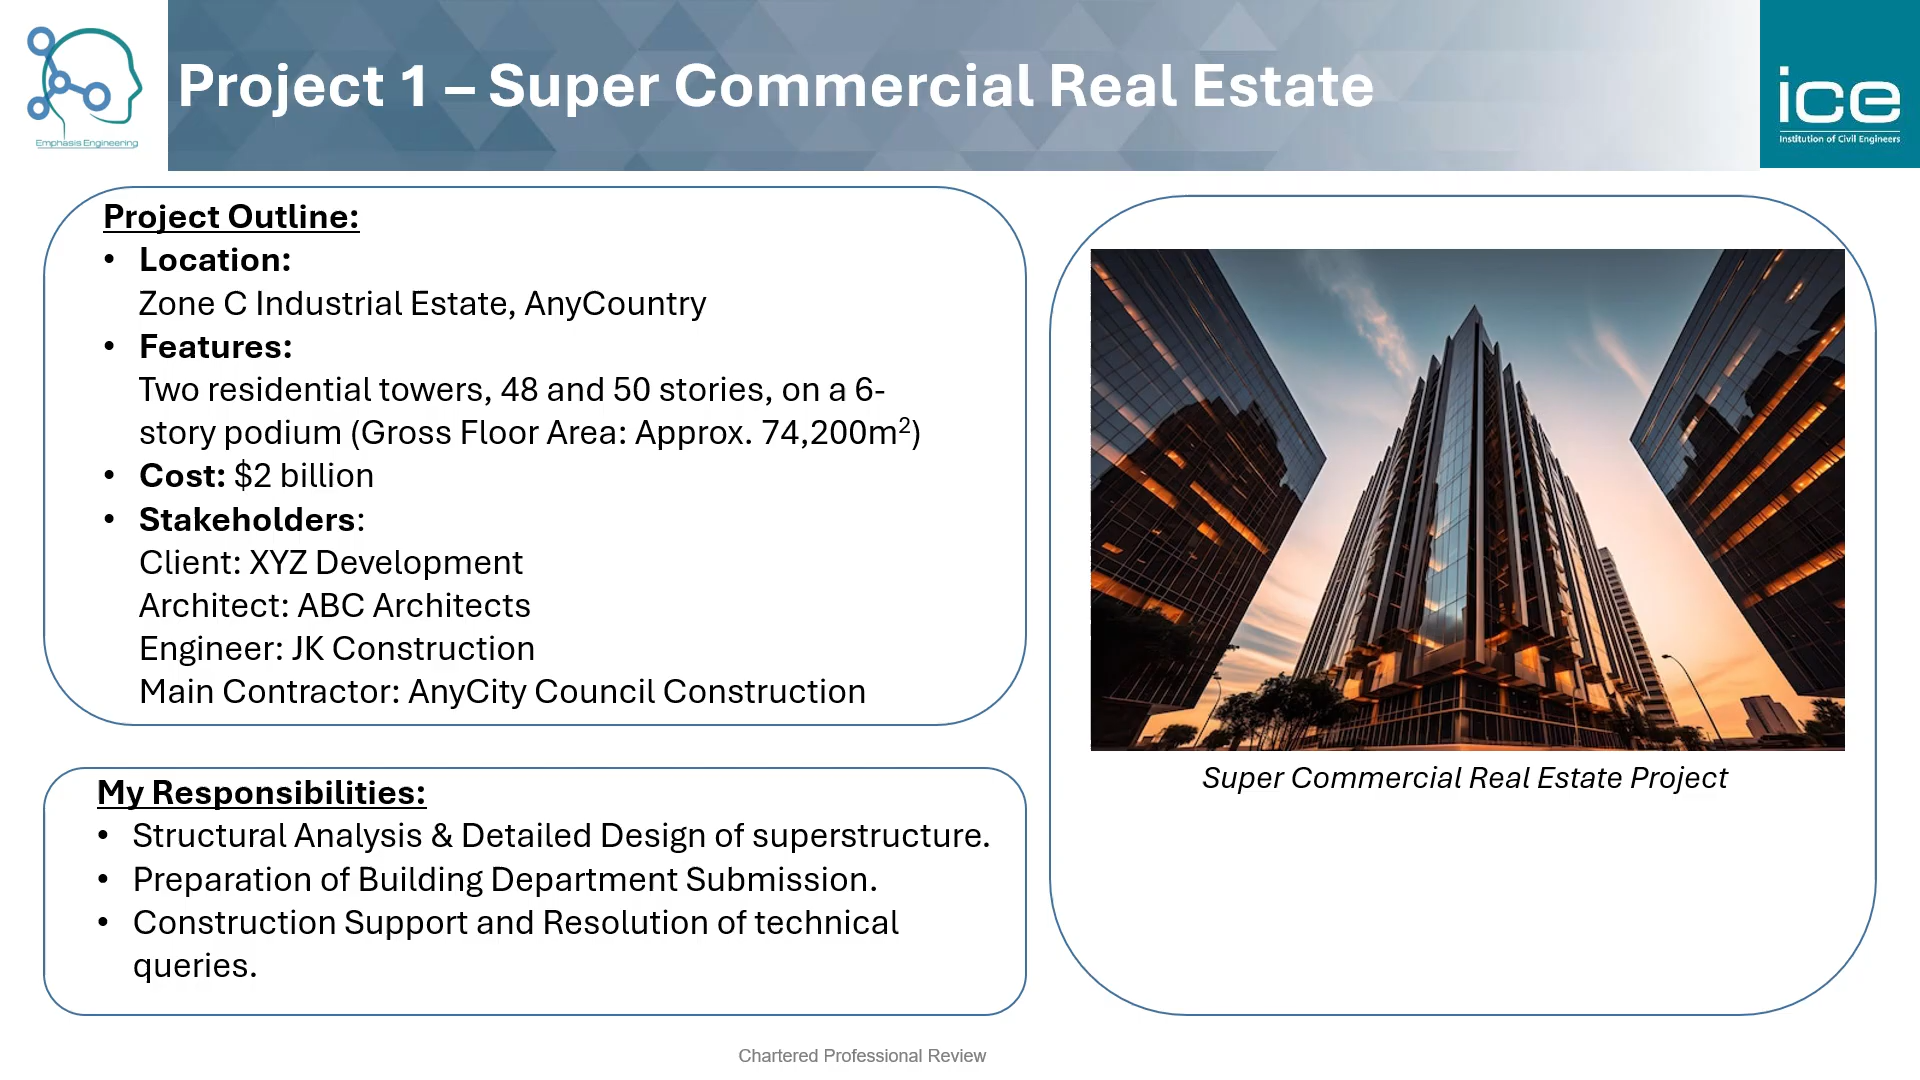 Emphasis Engineering
Project 1 – Super Commercial Real Estate
ice
Institution of Civil Engineers
Project Outline:
• Location:
Zone C Industrial Estate, AnyCountry
• Features:
Two residential towers, 48 and 50 stories, on a 6-
story podium (Gross Floor Area: Approx. 74,200m²)
• Cost: $2 billion
• Stakeholders:
Client: XYZ Development
Architect: ABC Architects
Engineer: JK Construction
Main Contractor: AnyCity Council Construction
My Responsibilities:
• Structural Analysis & Detailed Design of superstructure.
• Preparation of Building Department Submission.
• Construction Support and Resolution of technical
queries.
Super Commercial Real Estate Project
Chartered Professional Review